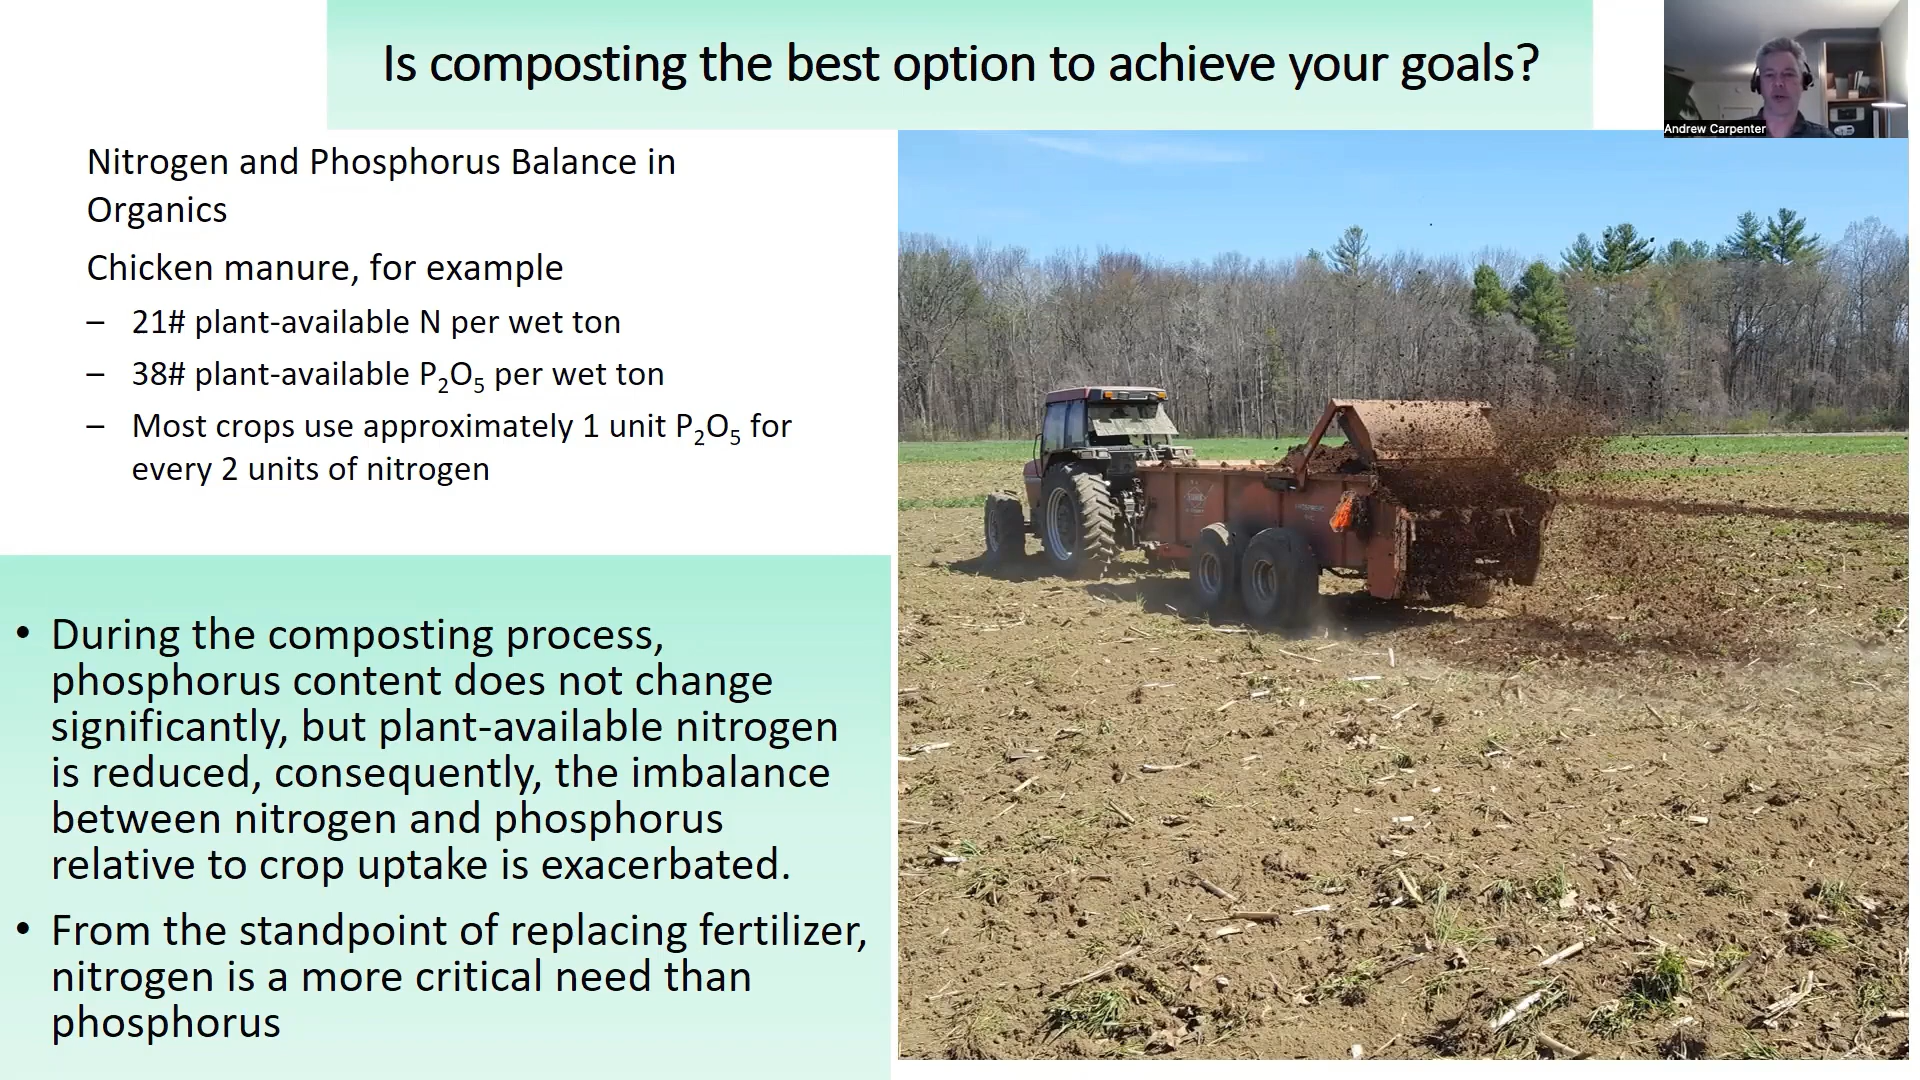 Is composting the best option to achieve your goals?
Andrew Carpenter
Nitrogen and Phosphorus Balance in
Organics
Chicken manure, for example
– 21# plant-available N per wet ton
– 38# plant-available P₂O₅ per wet ton
– Most crops use approximately 1 unit P₂O₅ for
every 2 units of nitrogen
• During the composting process,
phosphorus content does not change
significantly, but plant-available nitrogen
is reduced, consequently, the imbalance
between nitrogen and phosphorus
relative to crop uptake is exacerbated.
• From the standpoint of replacing fertilizer,
nitrogen is a more critical need than
phosphorus